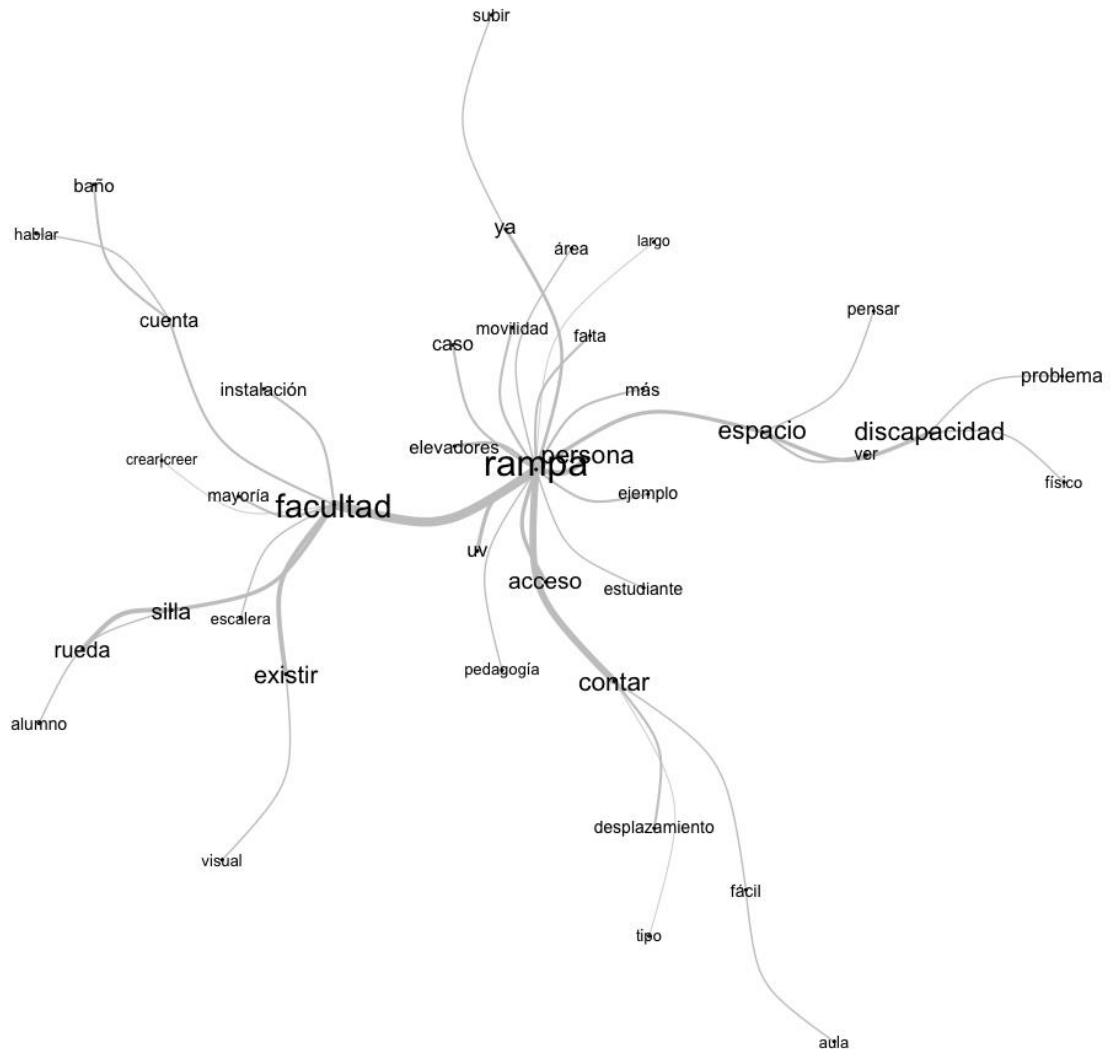 subir
baño
hablar
ya
área
largo
cuenta
pensar
movilidad
falta
caso
problema
instalación
más
espacio
discapacidad
elevadores
persona
ver
rampa
crear|creer
físico
mayoría
ejemplo
facultad
uv
acceso
estudiante
silla
escalera
rueda
pedagogía
existir
contar
alumno
desplazamiento
visual
fácil
tipo
aula